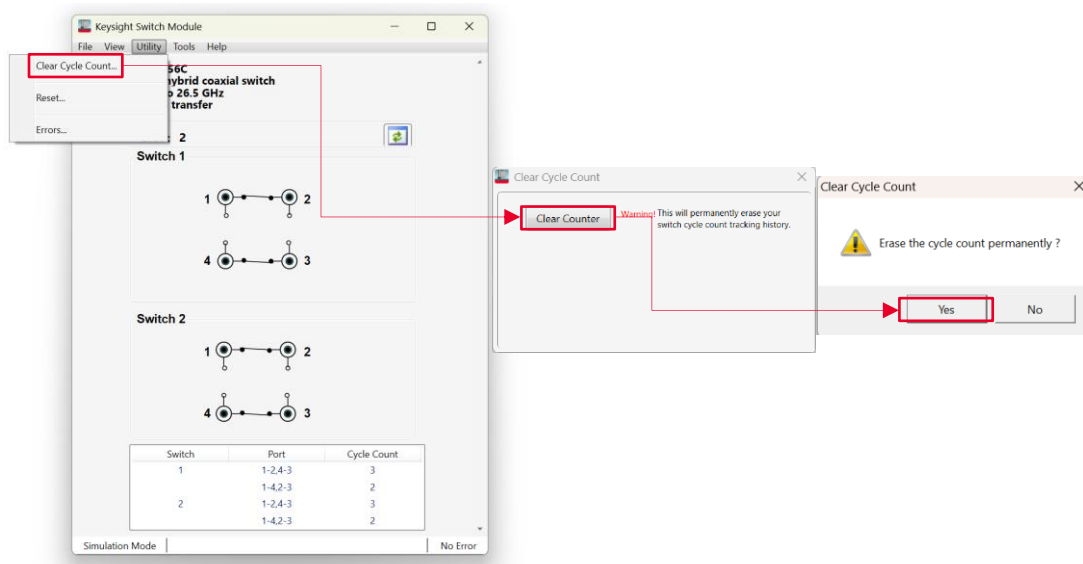 Keysight Switch Module
File View Utility Tools Help
Clear Cycle Count...
Reset...
Errors...
56C
hybrid coaxial switch
o 26.5 GHz
transfer
: 2
Switch 1
1 2
4 3
Switch 2
1 2
4 3
Switch Port Cycle Count
1 1-2,4-3 3
1-4,2-3 2
2 1-2,4-3 3
1-4,2-3 2
Simulation Mode No Error
Clear Cycle Count
Clear Counter
Warning! This will permanently erase your
switch cycle count tracking history.
Clear Cycle Count
Erase the cycle count permanently ?
Yes No